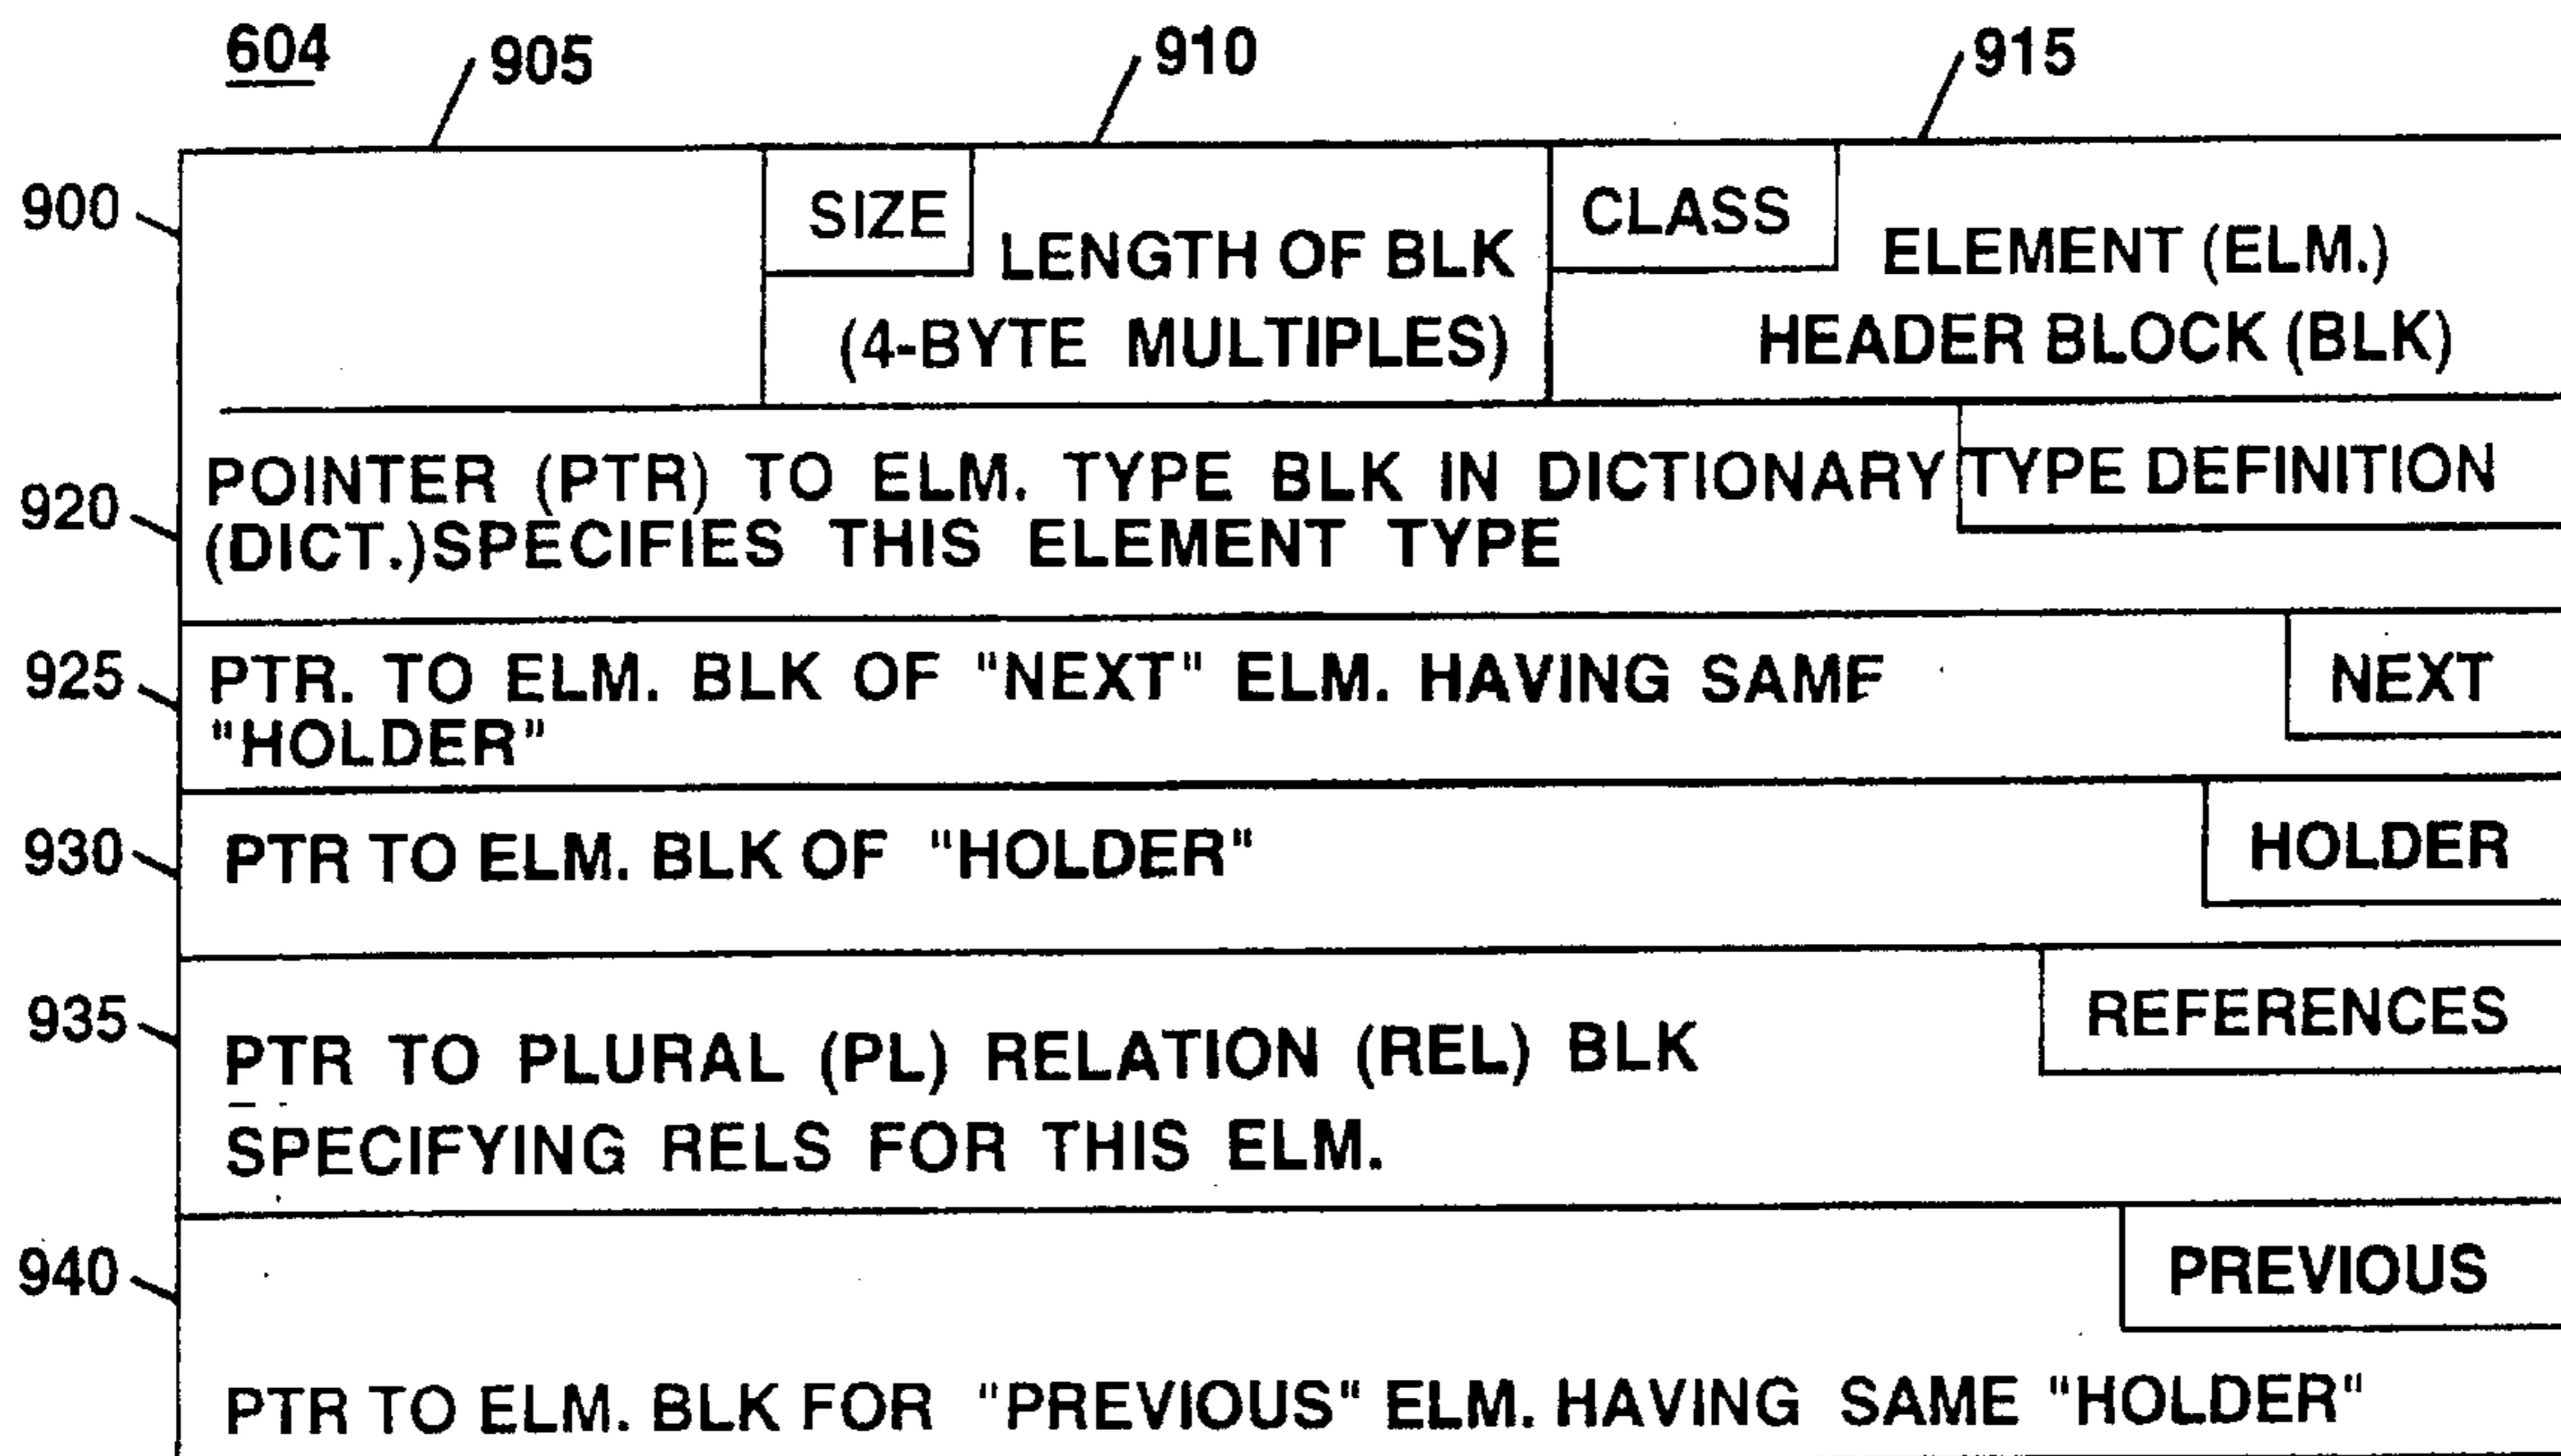 604
905
910
915
900
SIZE
LENGTH OF BLK
(4-BYTE MULTIPLES)
CLASS
ELEMENT (ELM.)
HEADER BLOCK (BLK)
920
POINTER (PTR) TO ELM. TYPE BLK IN DICTIONARY
(DICT.)SPECIFIES THIS ELEMENT TYPE
TYPE DEFINITION
925
PTR. TO ELM. BLK OF "NEXT" ELM. HAVING SAME
"HOLDER"
NEXT
930
PTR TO ELM. BLK OF "HOLDER"
HOLDER
935
PTR TO PLURAL (PL) RELATION (REL) BLK
SPECIFYING RELS FOR THIS ELM.
REFERENCES
940
PREVIOUS
PTR TO ELM. BLK FOR "PREVIOUS" ELM. HAVING SAME "HOLDER"